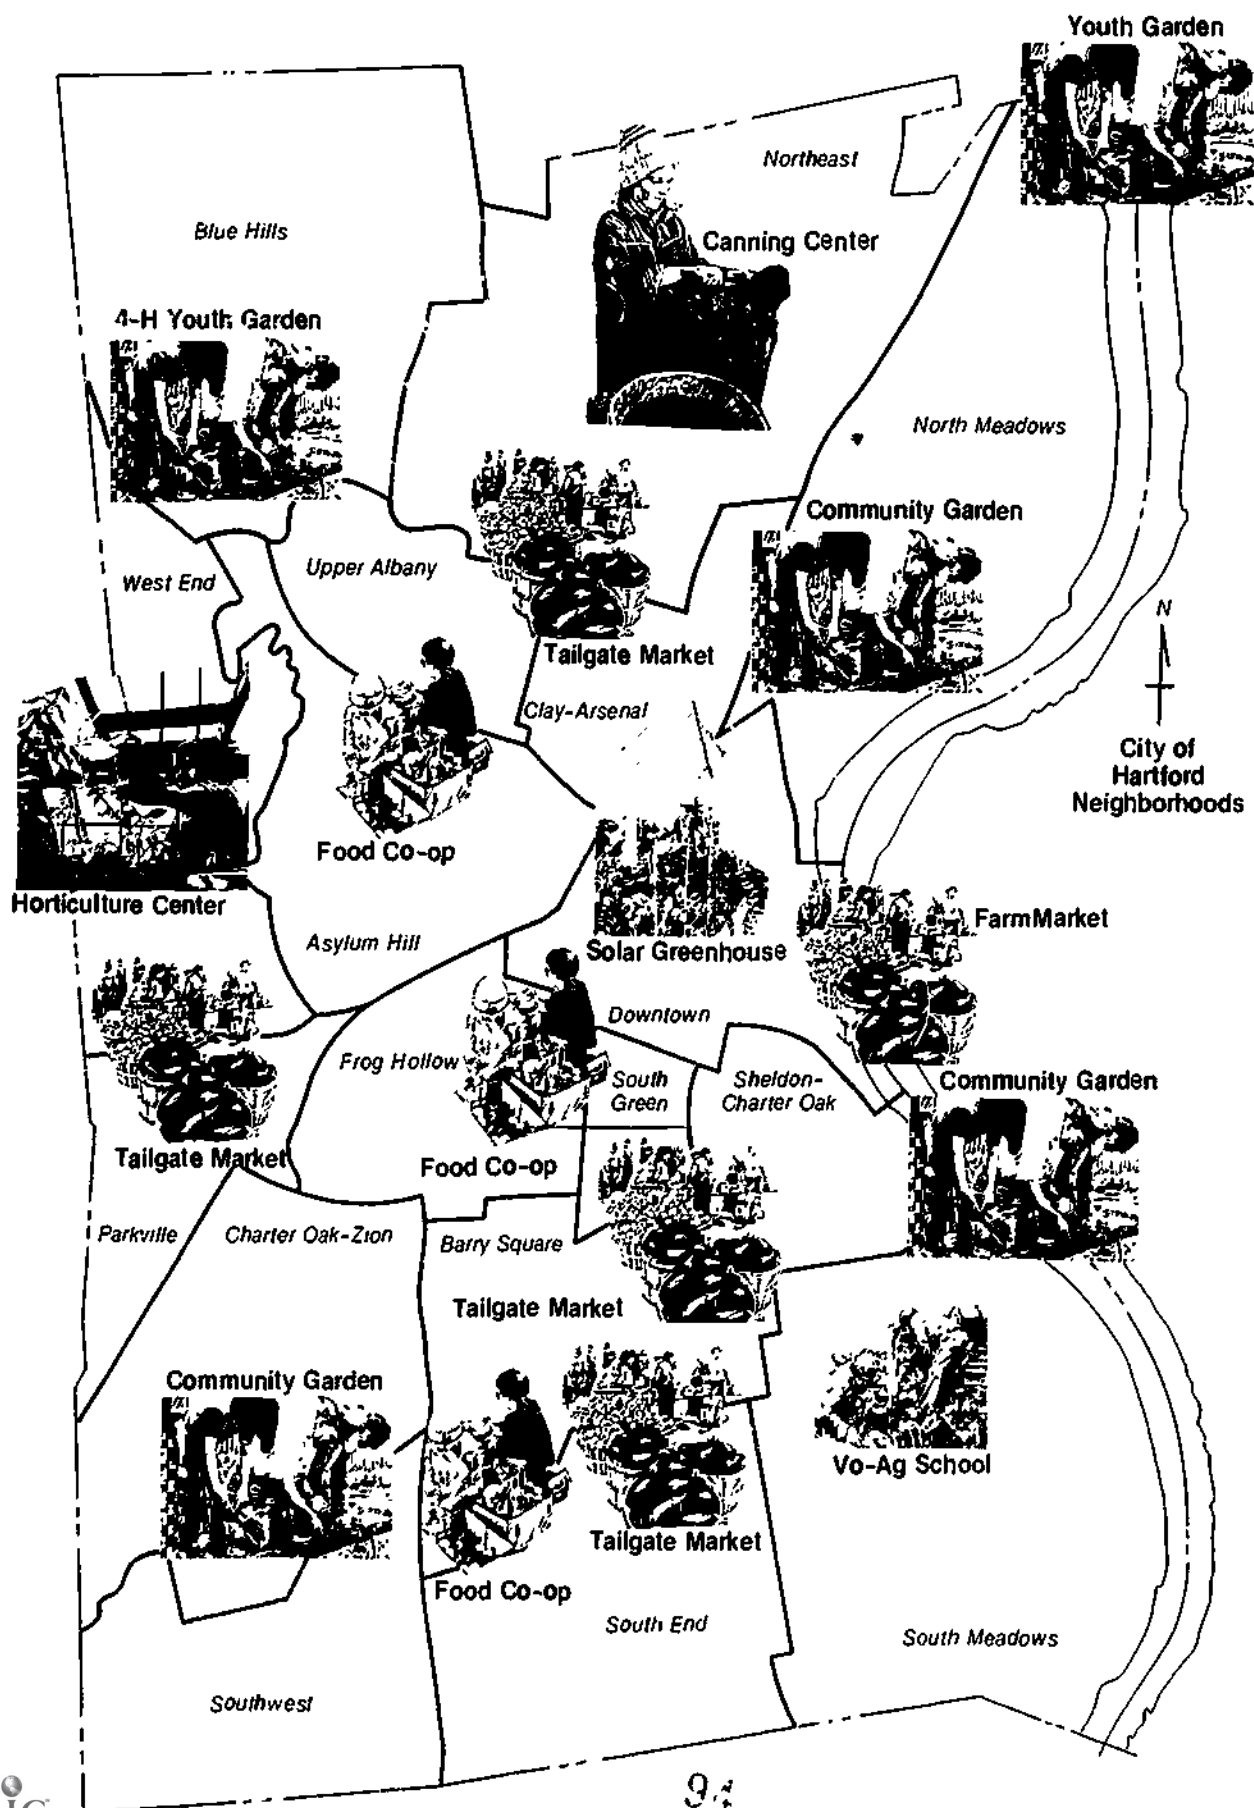 Youth Garden
Northeast
Blue Hills
Canning Center
4-H Youth Garden
North Meadows
Community Garden
Upper Albany
West End
N
Tailgate Market
Clay-Arsenal
City of
Hartford
Neighborhoods
Food Co-op
Horticulture Center
FarmMarket
Asylum Hill
Solar Greenhouse
Downtown
Frog Hollow
South
Green
Sheldon-
Charter Oak
Community Garden
Tailgate Market
Food Co-op
Parkville
Charter Oak-Zion
Barry Square
Tailgate Market
Community Garden
Vo-Ag School
Tailgate Market
Food Co-op
South End
South Meadows
Southwest
94